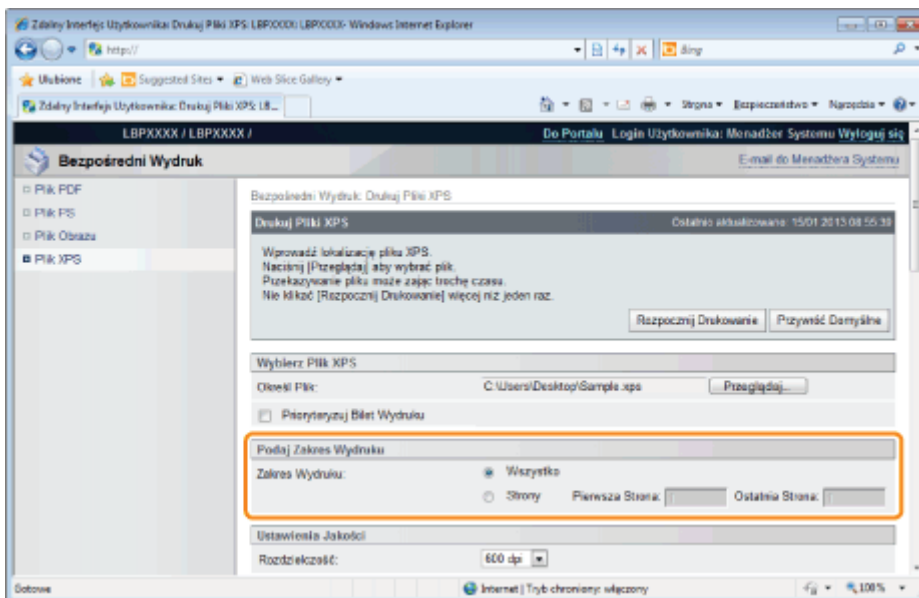 Zdalny Interfejs Użytkownika: Drukuj Pliki XPS: LBPXXXX: LBPXXXX- Windows Internet Explorer
http://
Bing
Ulubione Suggested Sites Web Slice Gallery
Zdalny Interfejs Użytkownika: Drukuj Pliki XPS: LB...
Strona Bezpieczeństwo Narzędzia
LBPXXXX / LBPXXXX /
Do Portalu Login Użytkownika: Menadżer Systemu Wyloguj się
Bezpośredni Wydruk
E-mail do Menadżera Systemu
Plik PDF
Plik PS
Plik Obrazu
Plik XPS
Bezpośredni Wydruk: Drukuj Pliki XPS
Drukuj Pliki XPS
Ostatnio aktualizowano: 15/01 2013 08:55:39
Wprowadź lokalizację pliku XPS.
Naciśnij [Przeglądaj] aby wybrać plik.
Przekazywanie pliku może zająć trochę czasu.
Nie klikać [Rozpocznij Drukowanie] więcej niż jeden raz.
Rozpocznij Drukowanie Przywróć Domyślne
Wybierz Plik XPS
Określ Plik: C:\Users\Desktop\Sample.xps Przeglądaj...
Priorytetyzuj Bilet Wydruku
Podaj Zakres Wydruku
Zakres Wydruku: Wszystko
Strony Pierwsza Strona: Ostatnia Strona:
Ustawienia Jakości
Rozdzielczość: 600 dpi
Gotowe Internet | Tryb chroniony: włączony 100%